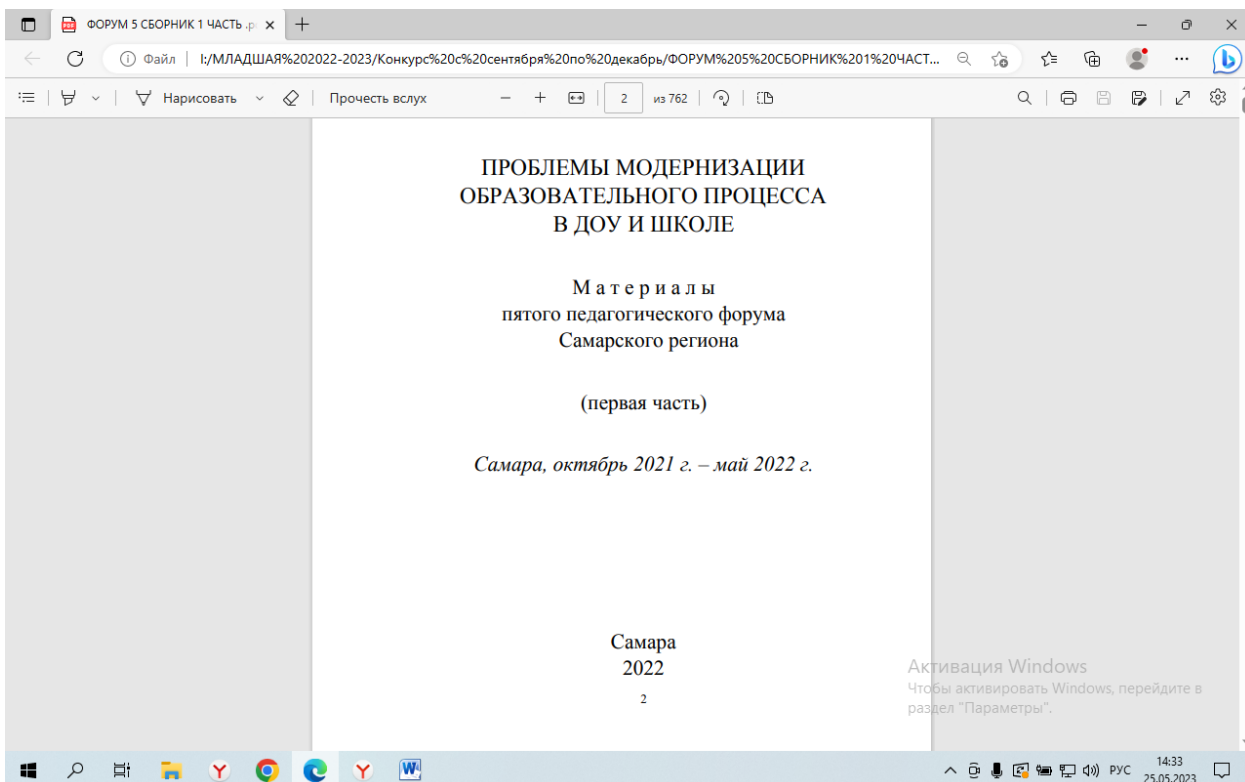 ФОРУМ 5 СБОРНИК 1 ЧАСТЬ .p
Файл I:/МЛАДШАЯ%202022-2023/Конкурс%20с%20сентября%20по%20декабрь/ФОРУМ%205%20СБОРНИК%201%20ЧАСТ...
Нарисовать Прочесть вслух 2 из 762
ПРОБЛЕМЫ МОДЕРНИЗАЦИИ
ОБРАЗОВАТЕЛЬНОГО ПРОЦЕССА
В ДОУ И ШКОЛЕ
М а т е р и а л ы
пятого педагогического форума
Самарского региона
(первая часть)
Самара, октябрь 2021 г. – май 2022 г.
Самара
2022
2
Активация Windows
Чтобы активировать Windows, перейдите в
раздел "Параметры".
РУС 14:33
25.05.2023